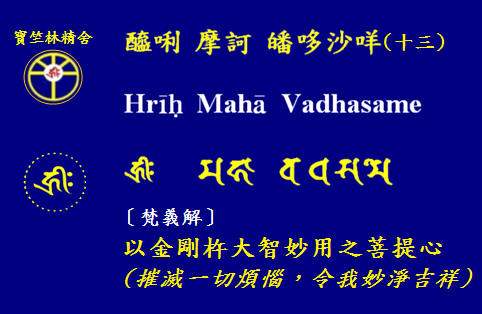 寶竺林精舍
醯唎 摩訶 皤哆沙咩(十三)
Hrīḥ Mahā Vadhasame
〔梵義解〕
以金剛杵大智妙用之菩提心
(摧滅一切煩惱，令我妙淨吉祥)